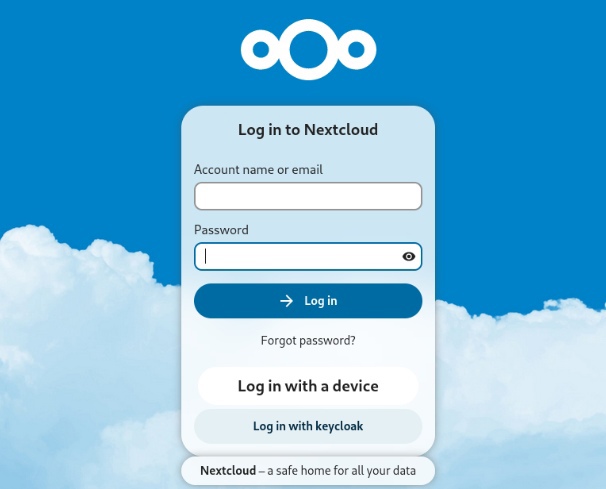 Log in to Nextcloud
Account name or email
Password
Log in
Forgot password?
Log in with a device
Log in with keycloak
Nextcloud – a safe home for all your data